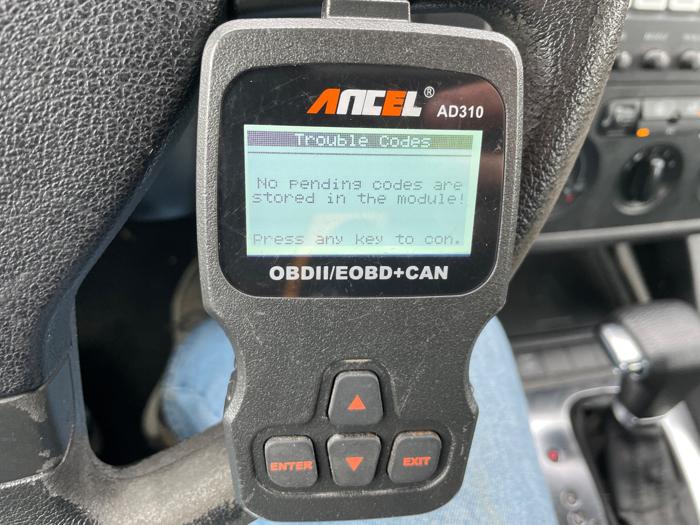 ANCEL®
AD310
Trouble Codes
No pending codes are
stored in the module!
Press any key to con.
OBDII/EOBD+CAN
ENTER
EXIT